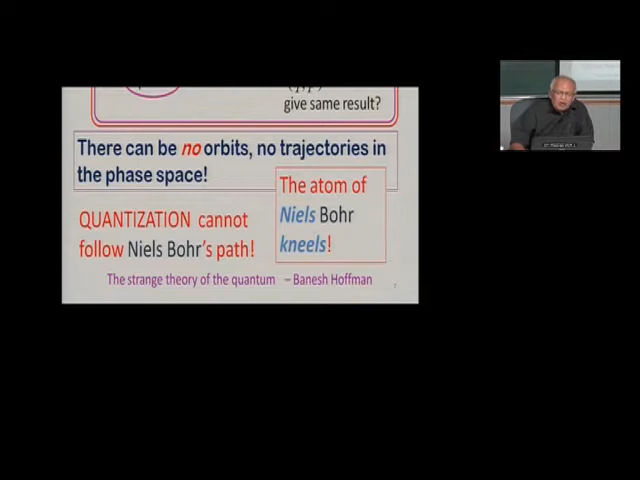 give same result?
There can be no orbits, no trajectories in
the phase space!
The atom of
Niels Bohr
kneels!
QUANTIZATION cannot
follow Niels Bohr's path!
The strange theory of the quantum – Banesh Hoffman